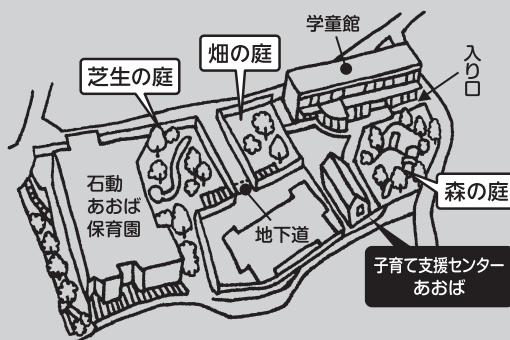 学童館
入り口
畑の庭
芝生の庭
石動
あおば
保育園
地下道
森の庭
子育て支援センター
あおば